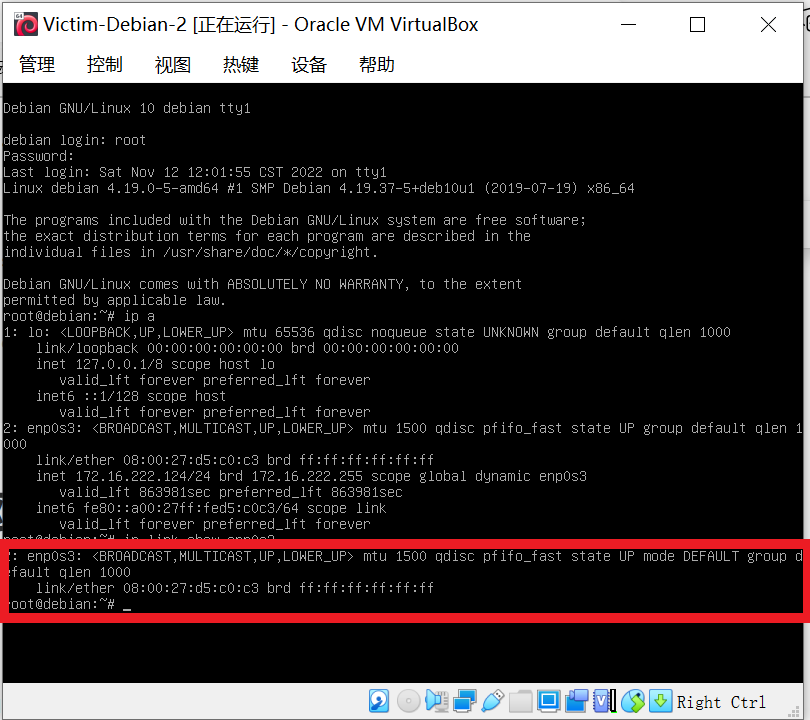 Victim-Debian-2 [正在运行] - Oracle VM VirtualBox
管理 控制 视图 热键 设备 帮助
Debian GNU/Linux 10 debian tty1
debian login: root
Password:
Last login: Sat Nov 12 12:01:55 CST 2022 on tty1
Linux debian 4.19.0-5-amd64 #1 SMP Debian 4.19.37-5+deb10u1 (2019-07-19) x86_64
The programs included with the Debian GNU/Linux system are free software;
the exact distribution terms for each program are described in the
individual files in /usr/share/doc/*/copyright.
Debian GNU/Linux comes with ABSOLUTELY NO WARRANTY, to the extent
permitted by applicable law.
root@debian:~# ip a
1: lo: <LOOPBACK,UP,LOWER_UP> mtu 65536 qdisc noqueue state UNKNOWN group default qlen 1000
link/loopback 00:00:00:00:00:00 brd 00:00:00:00:00:00
inet 127.0.0.1/8 scope host lo
valid_lft forever preferred_lft forever
inet6 ::1/128 scope host
valid_lft forever preferred_lft forever
2: enp0s3: <BROADCAST,MULTICAST,UP,LOWER_UP> mtu 1500 qdisc pfifo_fast state UP group default qlen 1
000
link/ether 08:00:27:d5:c0:c3 brd ff:ff:ff:ff:ff:ff
inet 172.16.222.124/24 brd 172.16.222.255 scope global dynamic enp0s3
valid_lft 863981sec preferred_lft 863981sec
inet6 fe80::a00:27ff:fed5:c0c3/64 scope link
valid_lft forever preferred_lft forever
root@debian:~# ip link show enp0s3
2: enp0s3: <BROADCAST,MULTICAST,UP,LOWER_UP> mtu 1500 qdisc pfifo_fast state UP mode DEFAULT group d
efault qlen 1000
link/ether 08:00:27:d5:c0:c3 brd ff:ff:ff:ff:ff:ff
root@debian:~# _
Right Ctrl